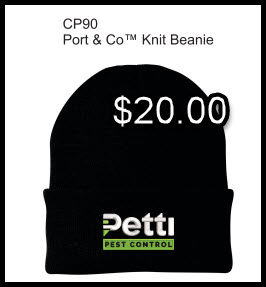 CP90
Port & Co™ Knit Beanie
$20.00
Petti
PEST CONTROL